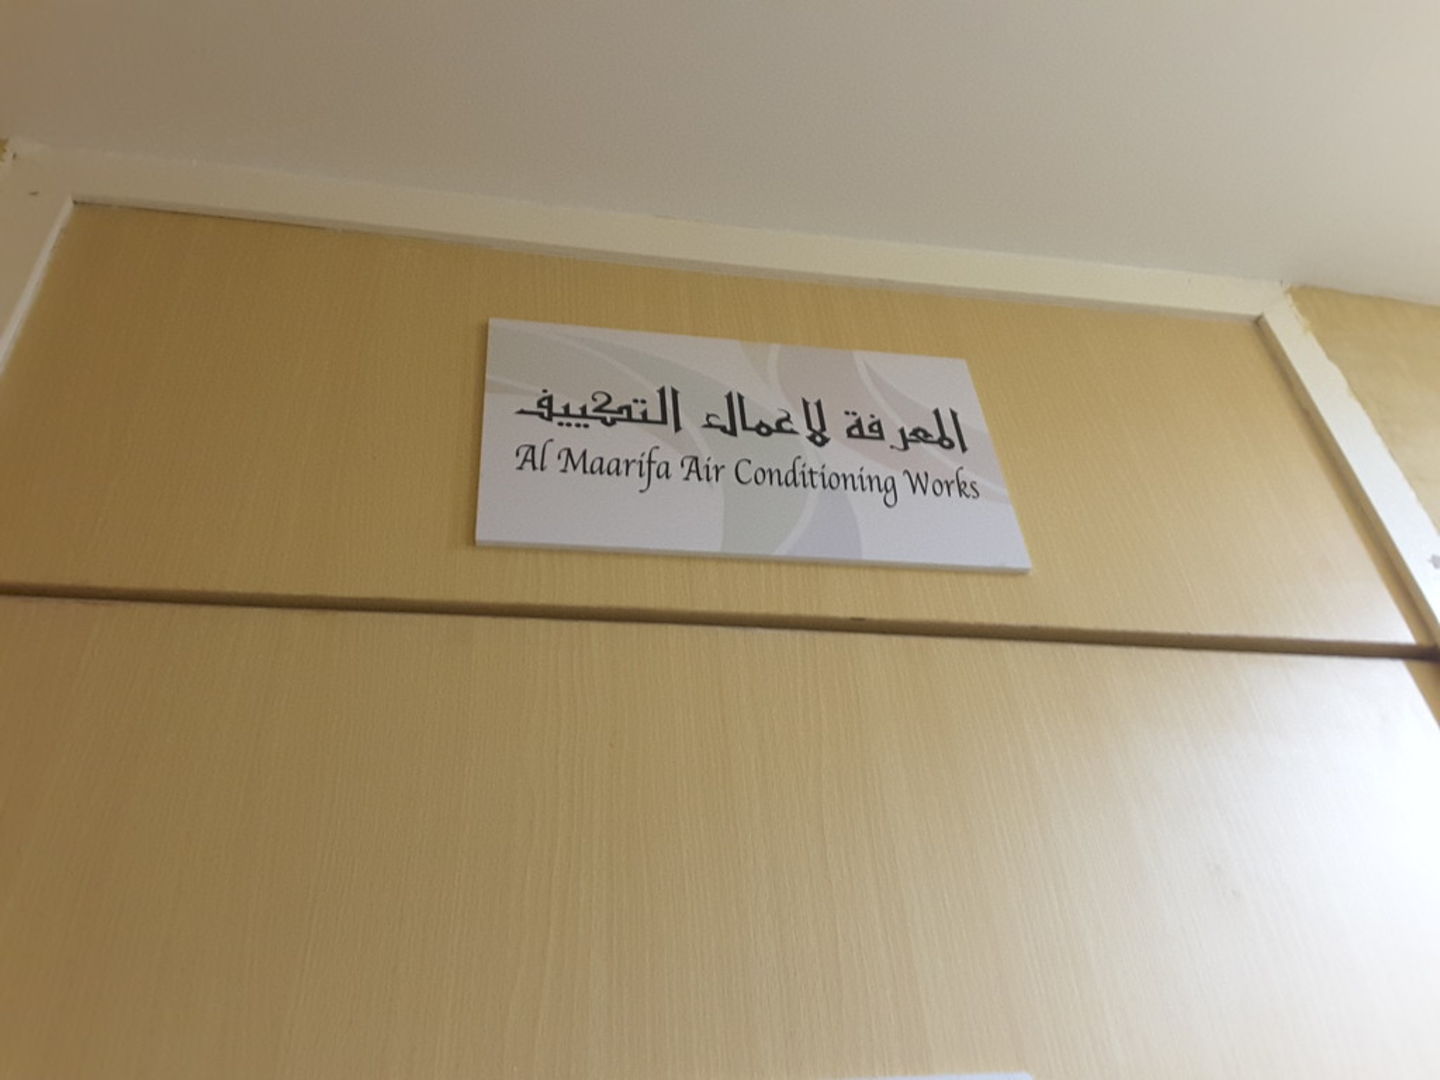 المعرفة لاعمال التكييف
Al Maarifa Air Conditioning Works